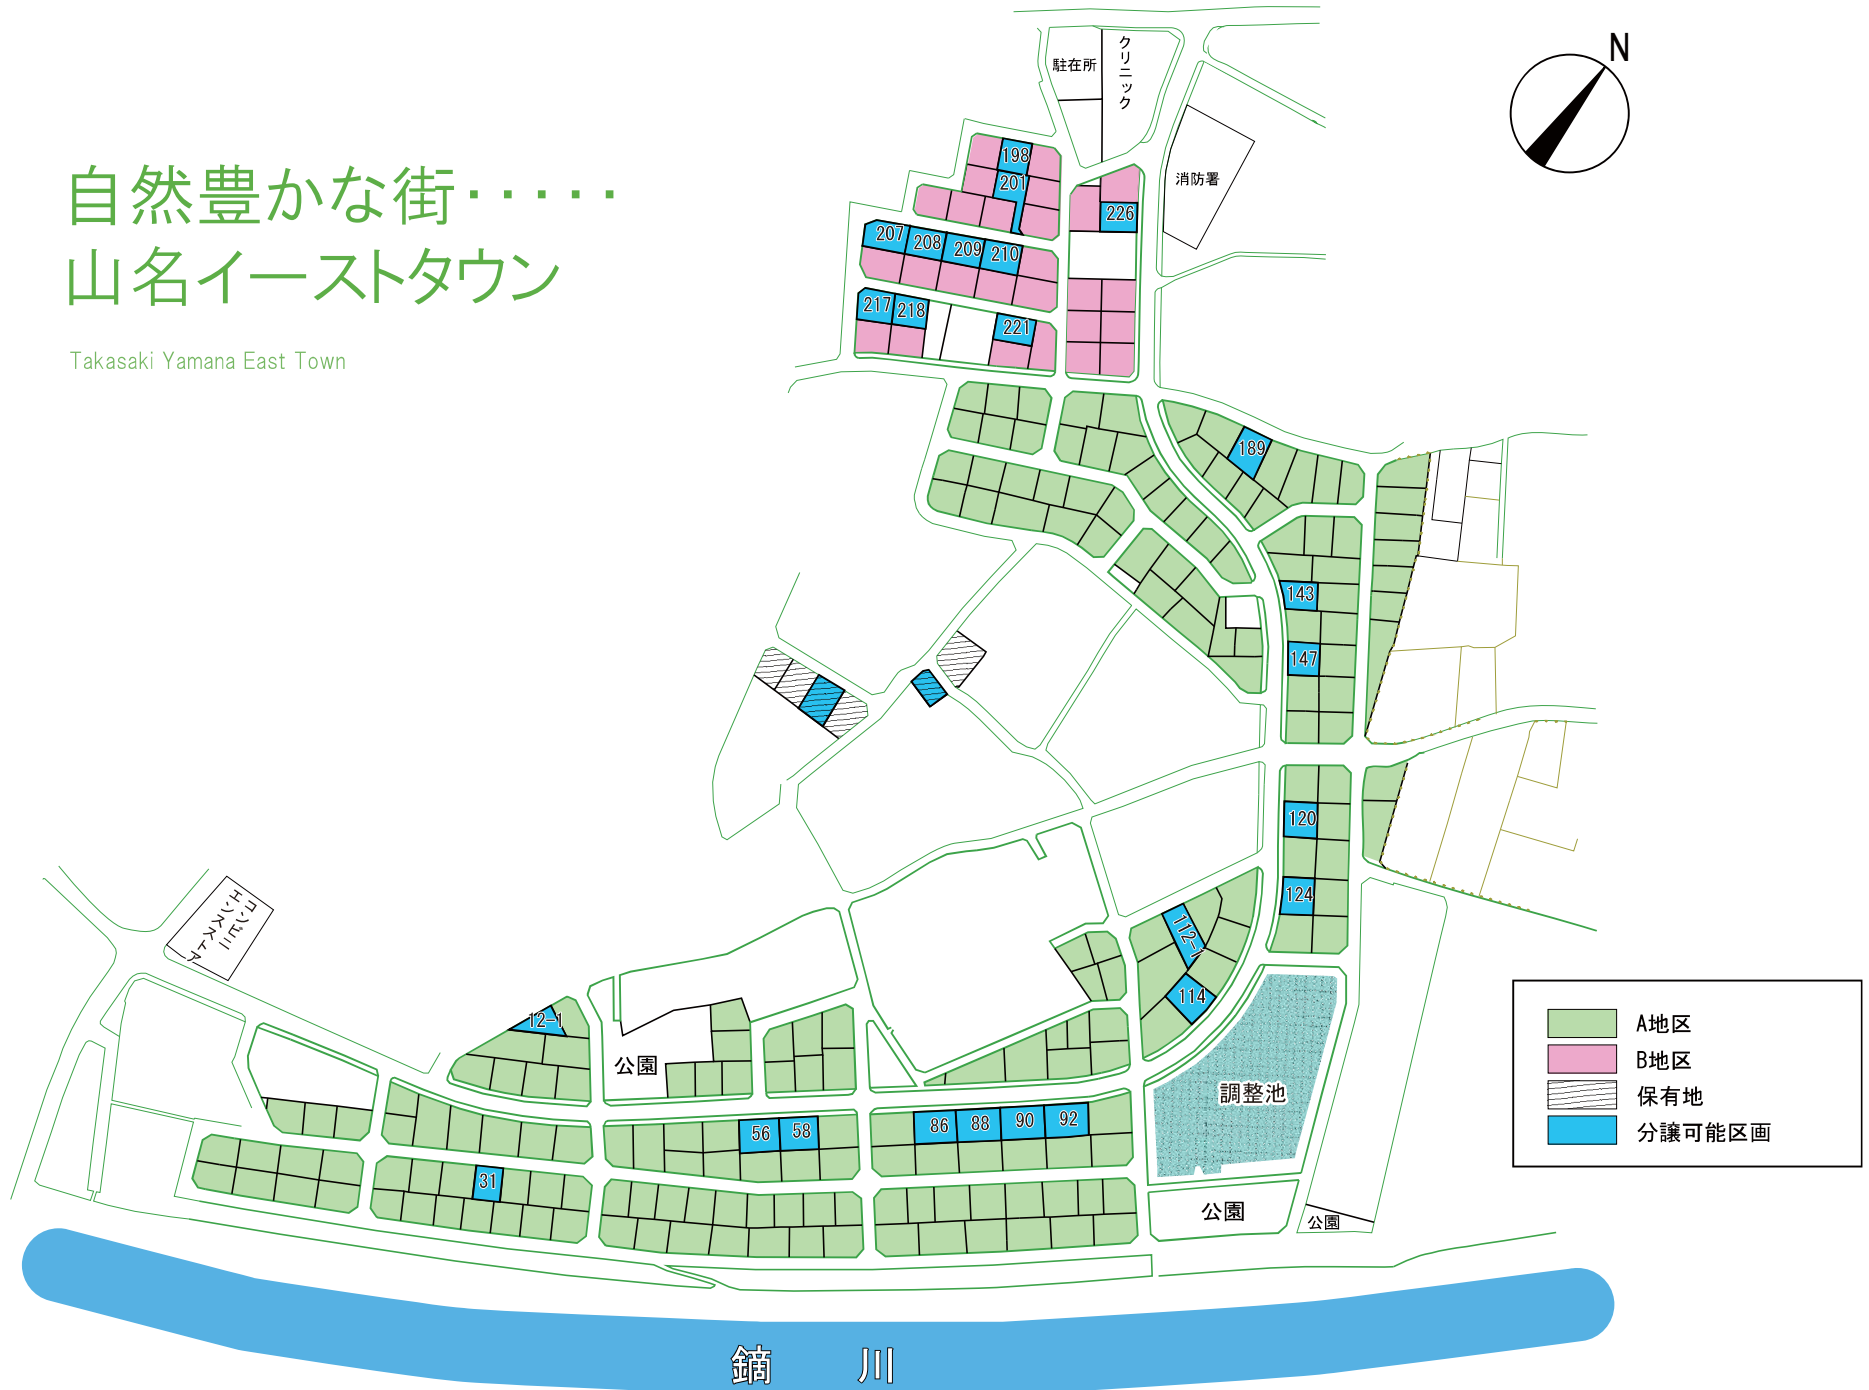 自然豊かな街・・・・・
山名イーストタウン
Takasaki Yamana East Town
N
駐在所
クリニック
消防署
198
201
226
207
208
209
210
217
218
221
189
143
147
120
124
112-1
114
コンビニ
エンスストア
12-1
公園
調整池
56
58
86
88
90
92
31
公園
公園
A地区
B地区
保有地
分譲可能区画
鏑川